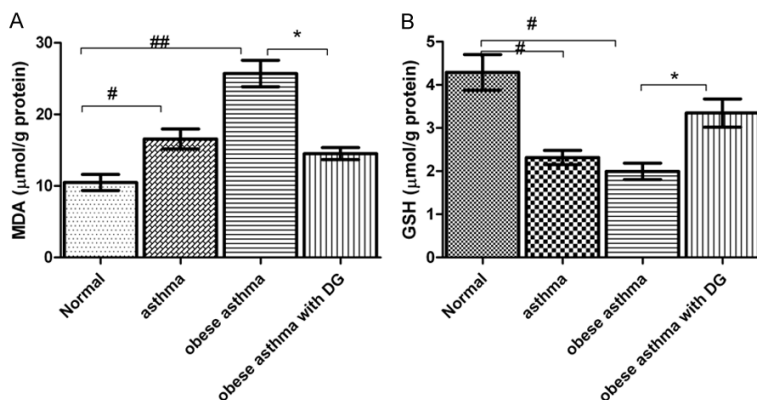 A
MDA (μmol/g protein)
30
20
10
0
#
##
*
Normal
asthma
obese asthma
obese asthma with DG
B
GSH (μmol/g protein)
5
4
3
2
1
0
#
#
*
Normal
asthma
obese asthma
obese asthma with DG